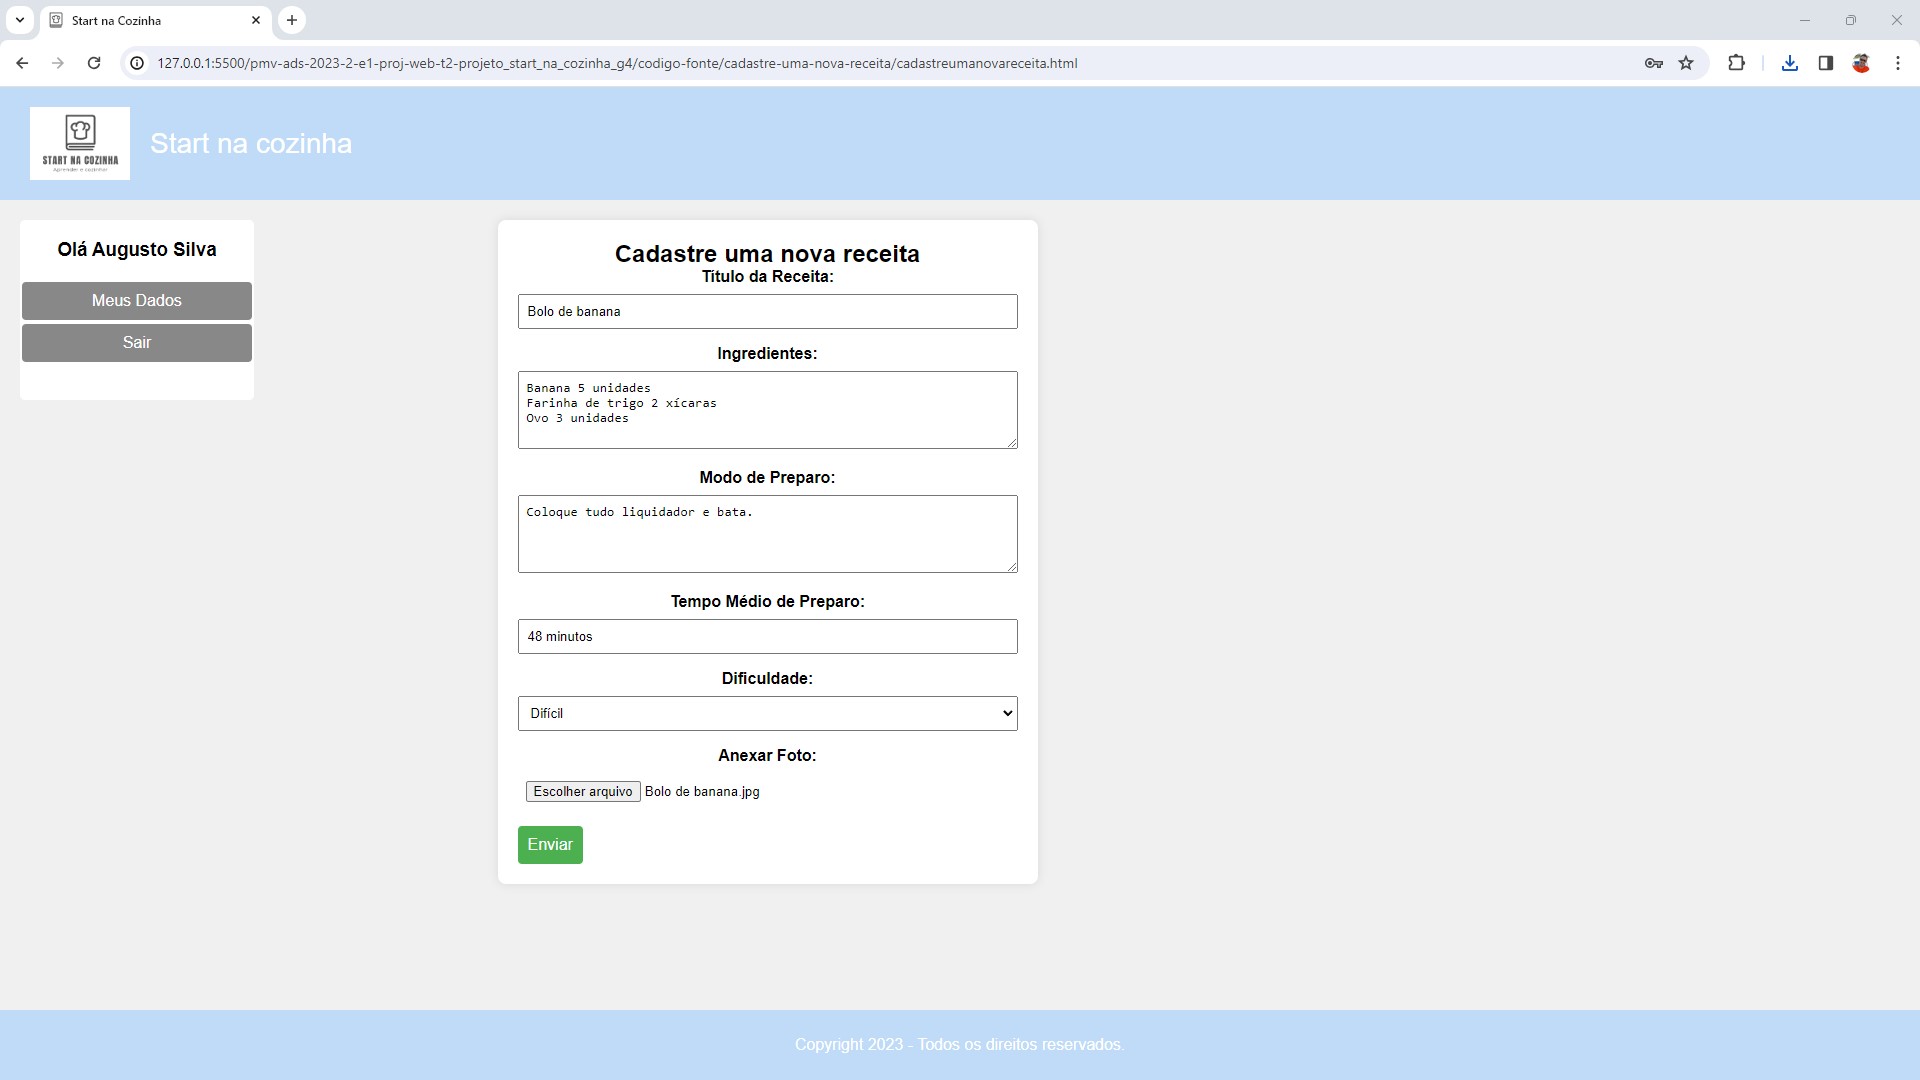 Start na Cozinha
127.0.0.1:5500/pmv-ads-2023-2-e1-proj-web-t2-projeto_start_na_cozinha_g4/codigo-fonte/cadastre-uma-nova-receita/cadastreumanovareceita.html
START NA COZINHA
Aprender e cozinhar
Start na cozinha
Olá Augusto Silva
Meus Dados
Sair
Cadastre uma nova receita
Título da Receita:
Bolo de banana
Ingredientes:
Banana 5 unidades
Farinha de trigo 2 xícaras
Ovo 3 unidades
Modo de Preparo:
Coloque tudo liquidador e bata.
Tempo Médio de Preparo:
48 minutos
Dificuldade:
Difícil
Anexar Foto:
Escolher arquivo Bolo de banana.jpg
Enviar
Copyright 2023 - Todos os direitos reservados.